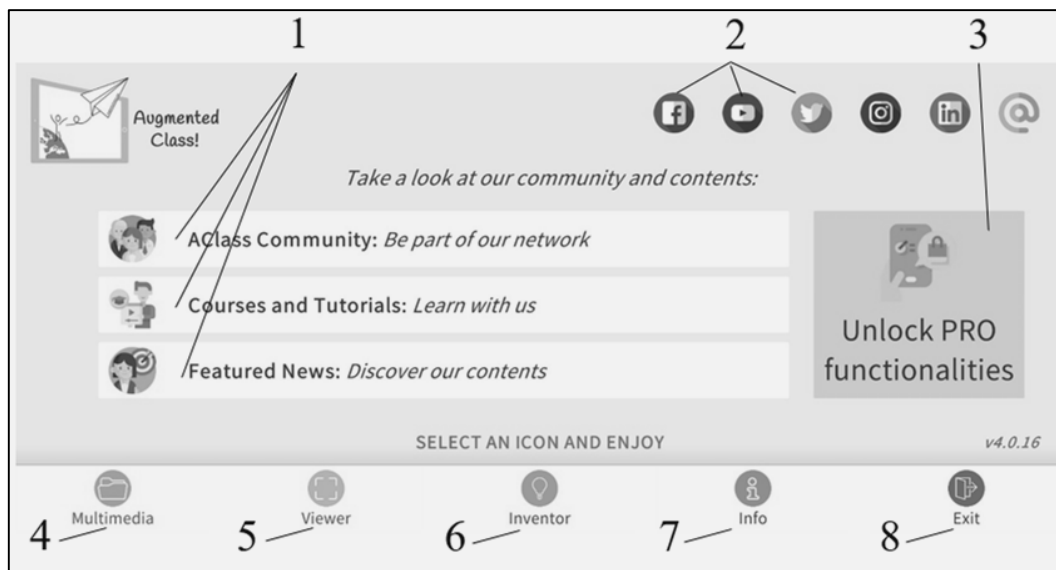 1
2
3
Augmented
Class!
Take a look at our community and contents:
AClass Community: Be part of our network
Courses and Tutorials: Learn with us
Featured News: Discover our contents
Unlock PRO
functionalities
SELECT AN ICON AND ENJOY
v4.0.16
Multimedia
Viewer
Inventor
Info
Exit
4
5
6
7
8